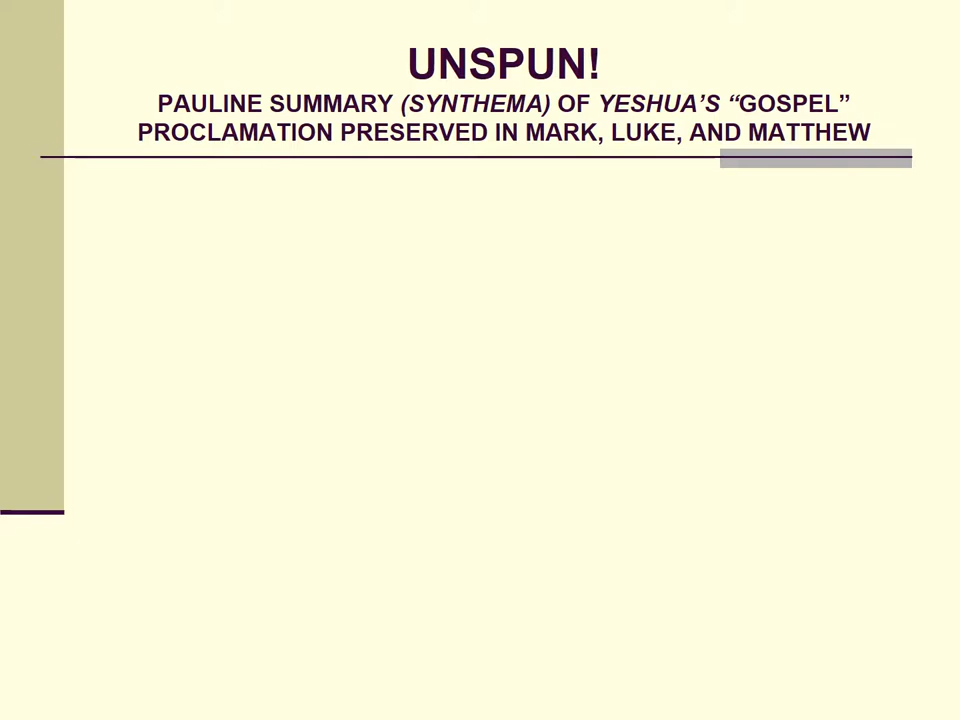 UNSPUN!
PAULINE SUMMARY (SYNTHEMA) OF YESHUA’S “GOSPEL”
PROCLAMATION PRESERVED IN MARK, LUKE, AND MATTHEW